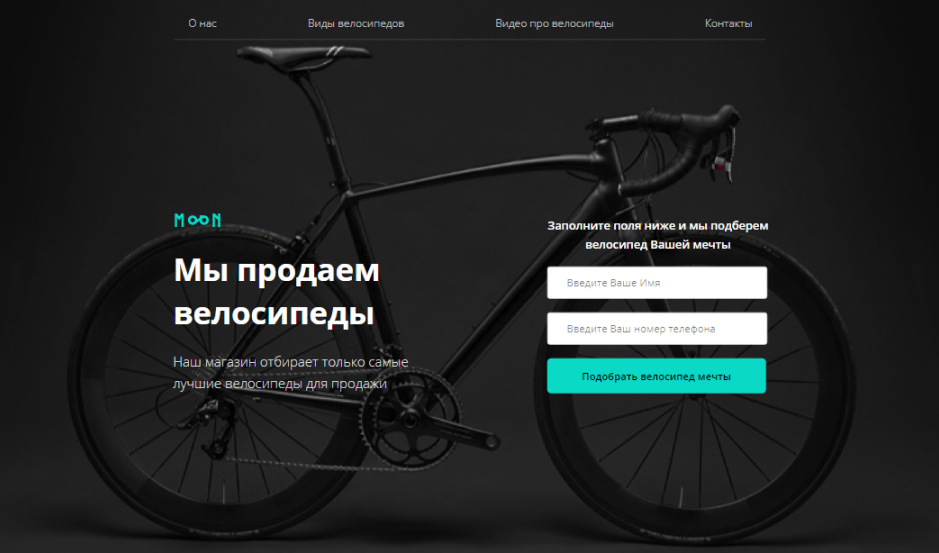 О нас
Виды велосипедов
Видео про велосипеды
Контакты
MOON
Мы продаем
велосипеды
Наш магазин отбирает только самые
лучшие велосипеды для продажи
Заполните поля ниже и мы подберем
велосипед Вашей мечты
Введите Ваше Имя
Введите Ваш номер телефона
Подобрать велосипед мечты